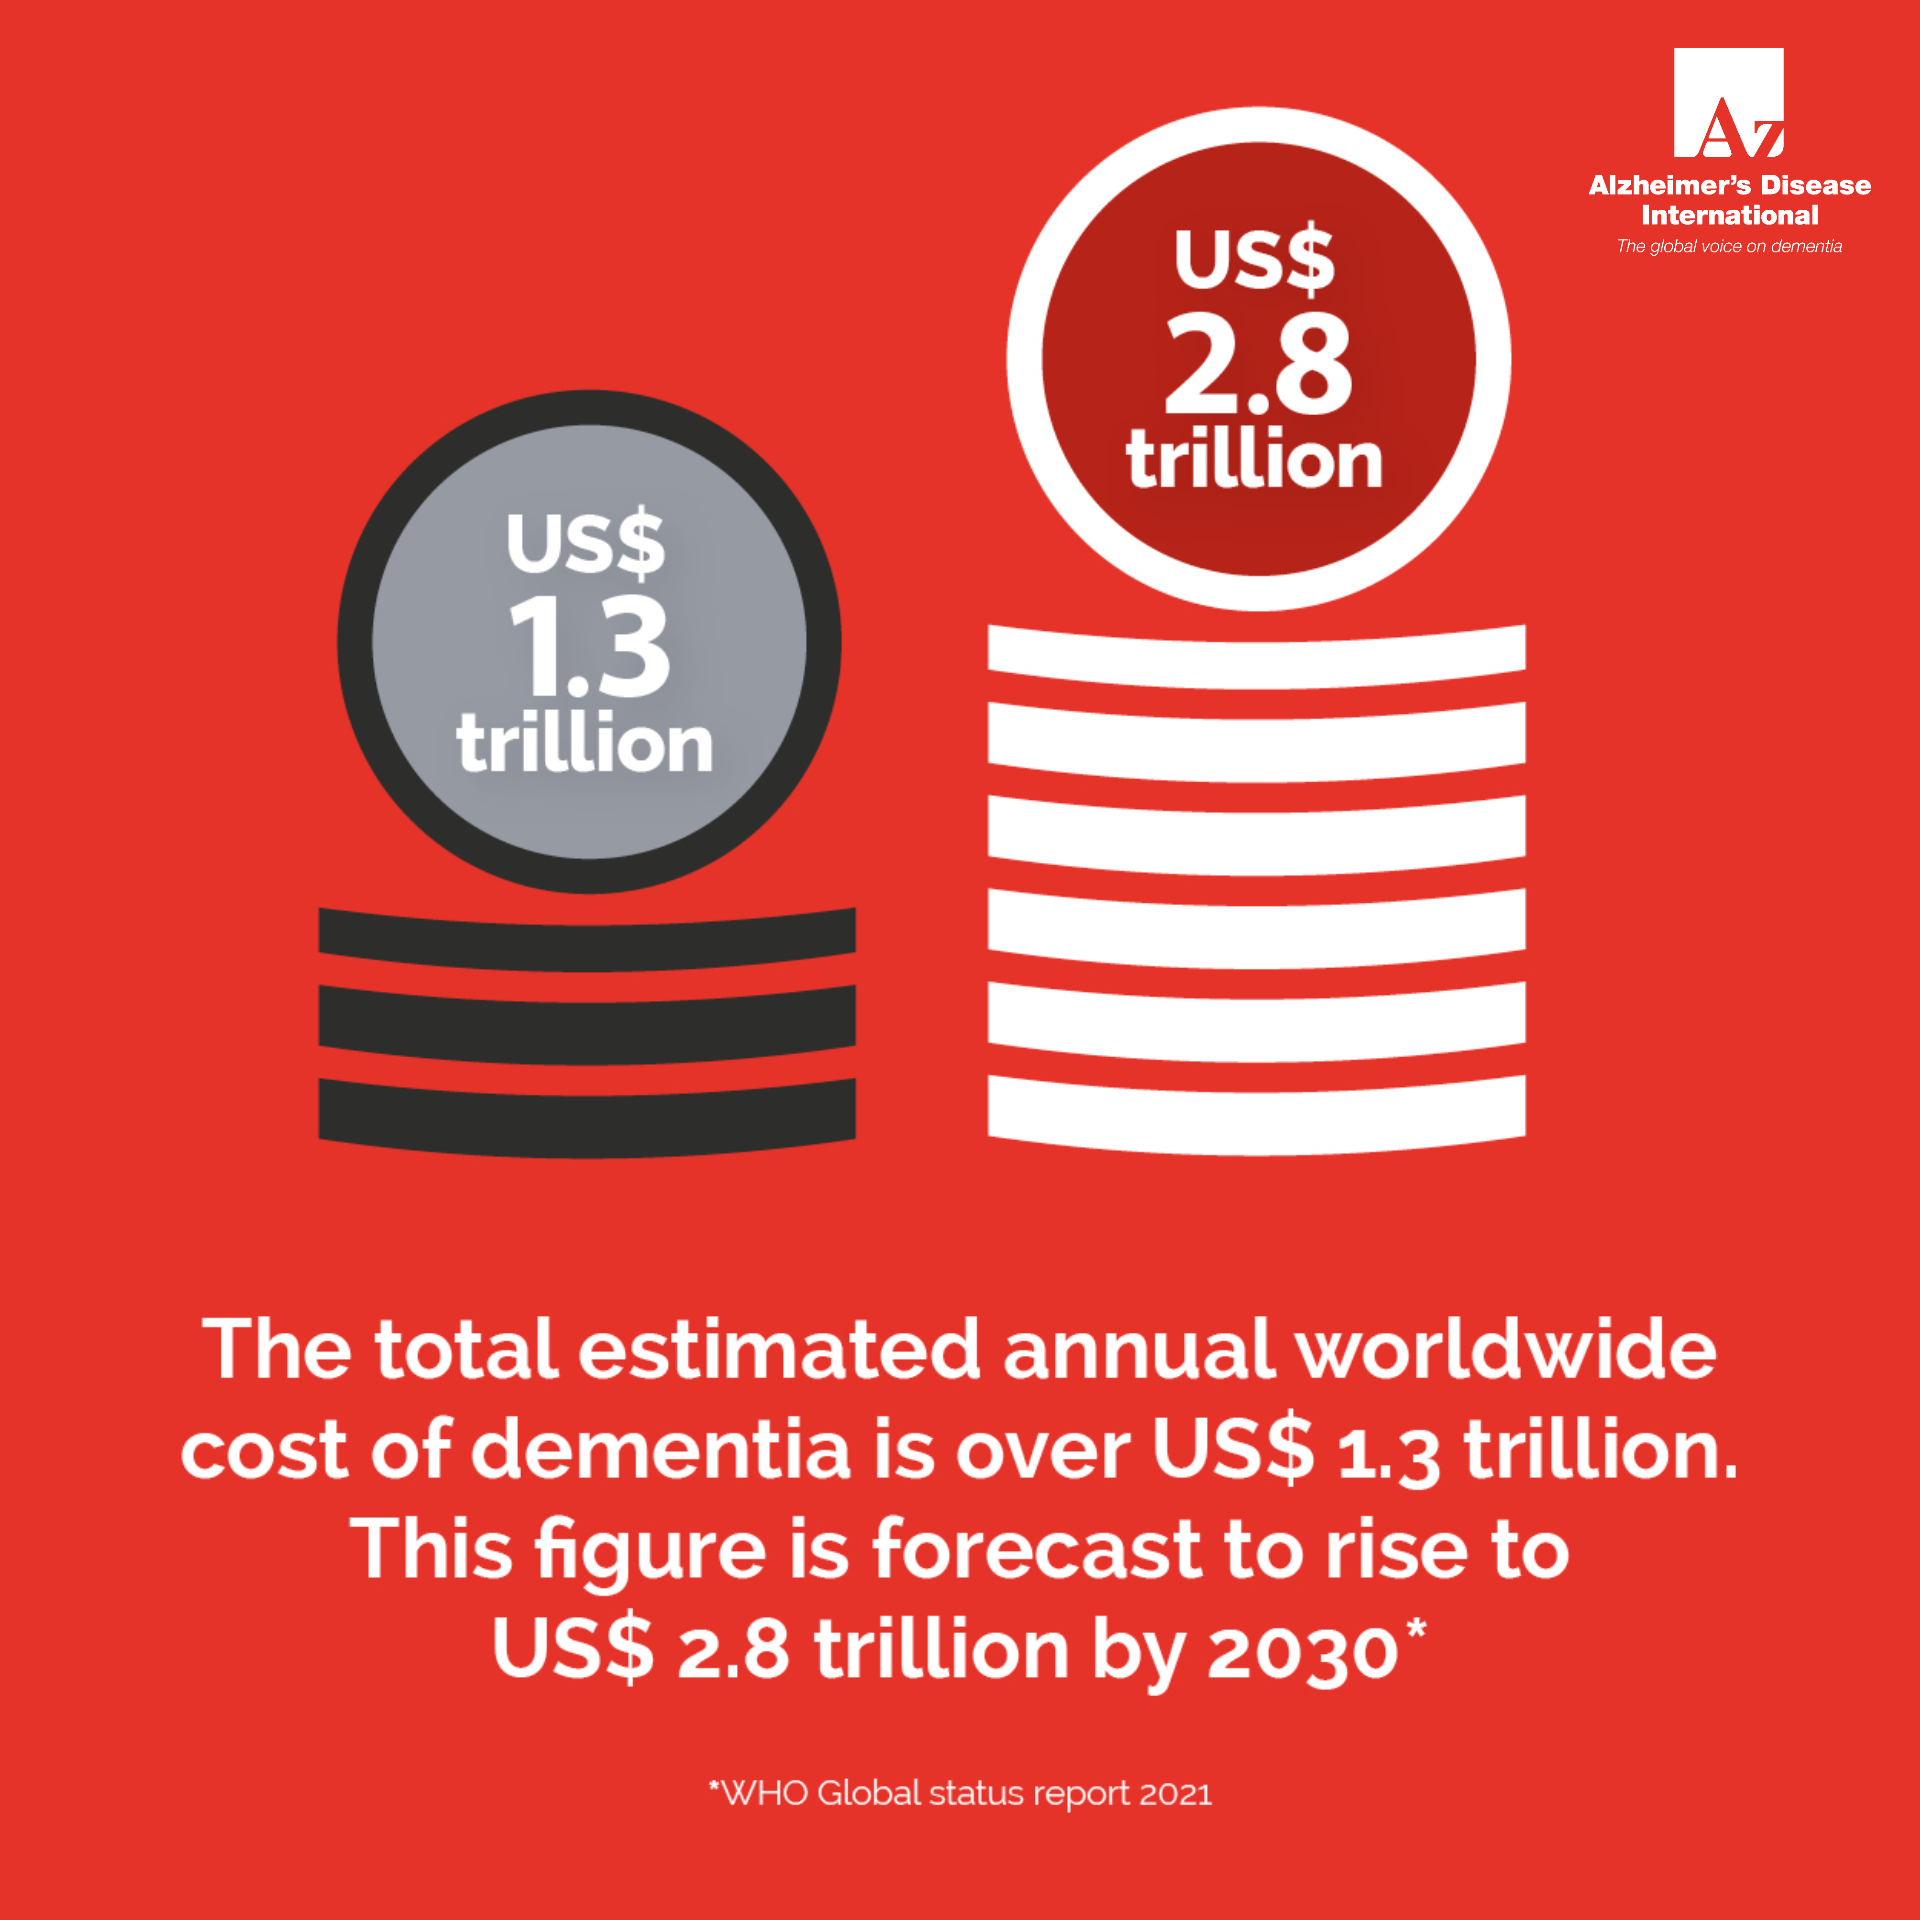 Az
Alzheimer's Disease
International
The global voice on dementia
US$
2.8
trillion
US$
1.3
trillion
The total estimated annual worldwide
cost of dementia is over US$ 1.3 trillion.
This figure is forecast to rise to
US$ 2.8 trillion by 2030*
*WHO Global status report 2021